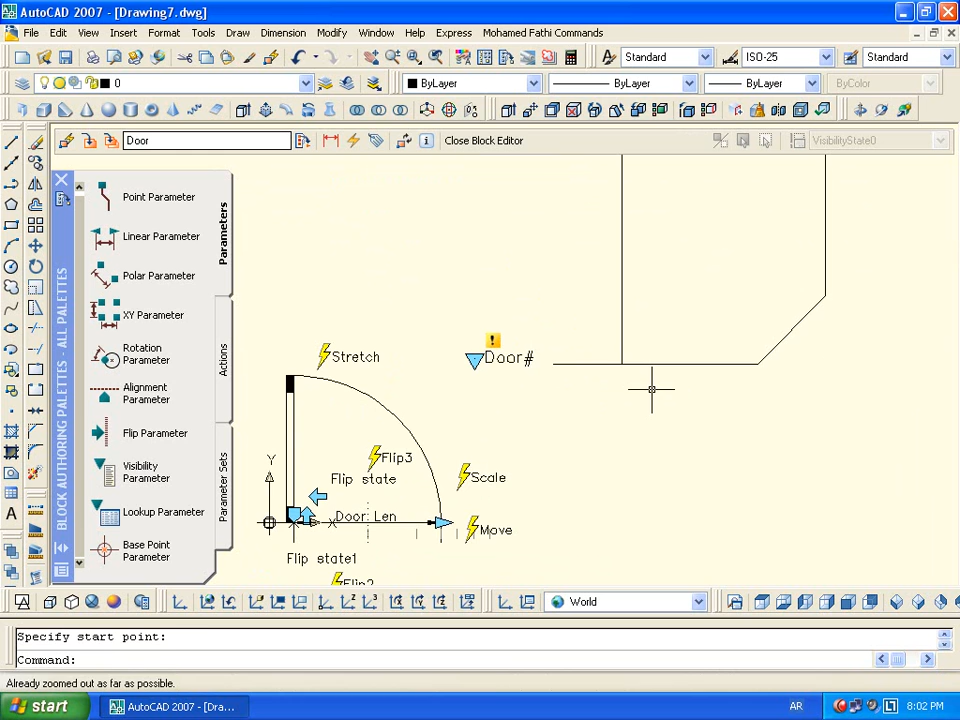 AutoCAD 2007 - [Drawing7.dwg]
File Edit View Insert Format Tools Draw Dimension Modify Window Help Express Mohamed Fathi Commands
Standard ISO-25 Standard
0 ByLayer ByLayer ByLayer ByColor
Door Close Block Editor VisibilityState0
Point Parameter
Linear Parameter
Polar Parameter
XY Parameter
Rotation
Parameter
Alignment
Parameter
Flip Parameter
Visibility
Parameter
Lookup Parameter
Base Point
Parameter
Parameters
Actions
Parameter Sets
BLOCK AUTHORING PALETTES - ALL PALETTES
Stretch
!
Door#
Flip3
Flip state
Scale
Y
X
Door: Len
Move
Flip state1
Flip2
World
Specify start point:
Command:
Already zoomed out as far as possible.
start AutoCAD 2007 - [Dra... AR 8:02 PM